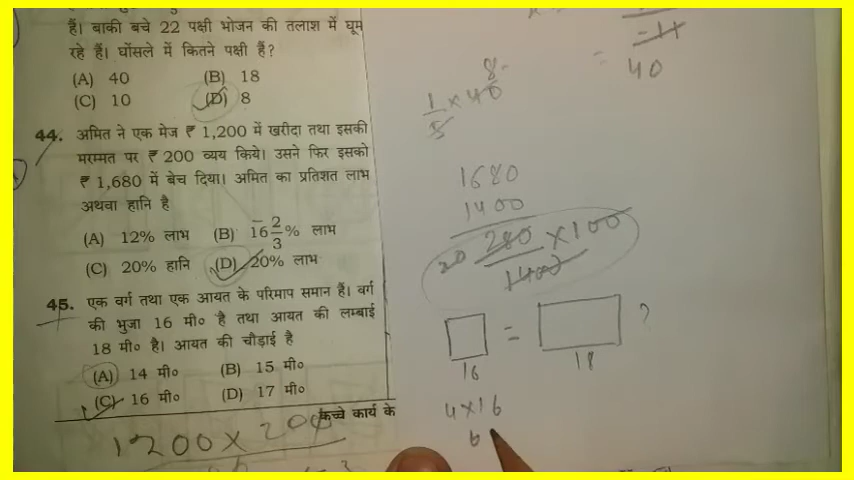 हैं। बाकी बचे 22 पक्षी भोजन की तलाश में घूम
रहे हैं। घोंसले में कितने पक्षी हैं?
(A) 40 (B) 18
(C) 10 (D) 8
44. अमित ने एक मेज ₹ 1,200 में खरीदा तथा इसकी
मरम्मत पर ₹ 200 व्यय किये। उसने फिर इसको
₹ 1,680 में बेच दिया। अमित का प्रतिशत लाभ
अथवा हानि है
(A) 12% लाभ (B) 16 2/3% लाभ
(C) 20% हानि (D) 20% लाभ
45. एक वर्ग तथा एक आयत के परिमाप समान हैं। वर्ग
की भुजा 16 मी० है तथा आयत की लम्बाई
18 मी० है। आयत की चौड़ाई है
(A) 14 मी० (B) 15 मी०
(C) 16 मी० (D) 17 मी०
कच्चे कार्य के
1200 × 200
40
8
1/5 × 40
1680
1400
20 280/1400 × 100
= ?
16 18
4×16
6